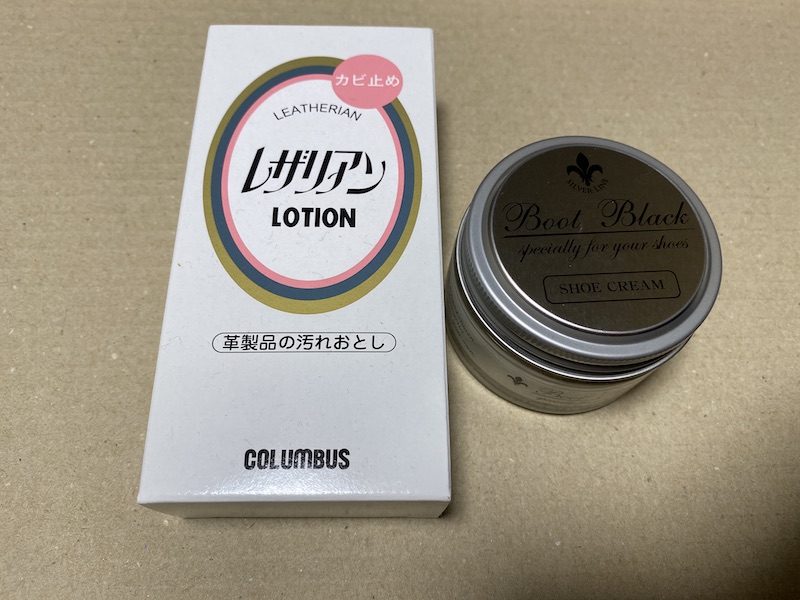 カビ止め
LEATHERIAN
レザリアン
LOTION
革製品の汚れおとし
COLUMBUS
SILVER LINE
Boot Black
specially for your shoes
SHOE CREAM